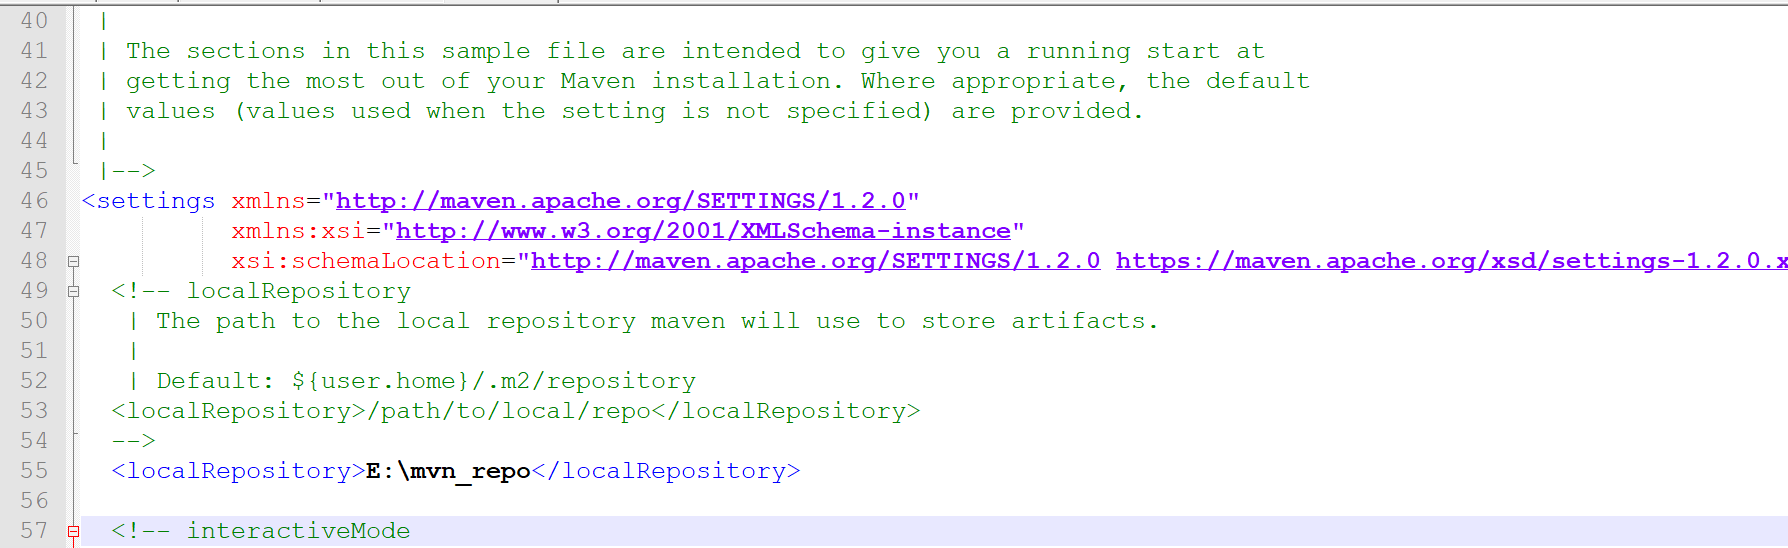 40 |
41 | The sections in this sample file are intended to give you a running start at
42 | getting the most out of your Maven installation. Where appropriate, the default
43 | values (values used when the setting is not specified) are provided.
44 |
45 |-->
46 <settings xmlns="http://maven.apache.org/SETTINGS/1.2.0"
47 xmlns:xsi="http://www.w3.org/2001/XMLSchema-instance"
48 xsi:schemaLocation="http://maven.apache.org/SETTINGS/1.2.0 https://maven.apache.org/xsd/settings-1.2.0.x
49 <!-- localRepository
50 | The path to the local repository maven will use to store artifacts.
51 |
52 | Default: ${user.home}/.m2/repository
53 <localRepository>/path/to/local/repo</localRepository>
54 -->
55 <localRepository>E:\mvn_repo</localRepository>
56
57 <!-- interactiveMode